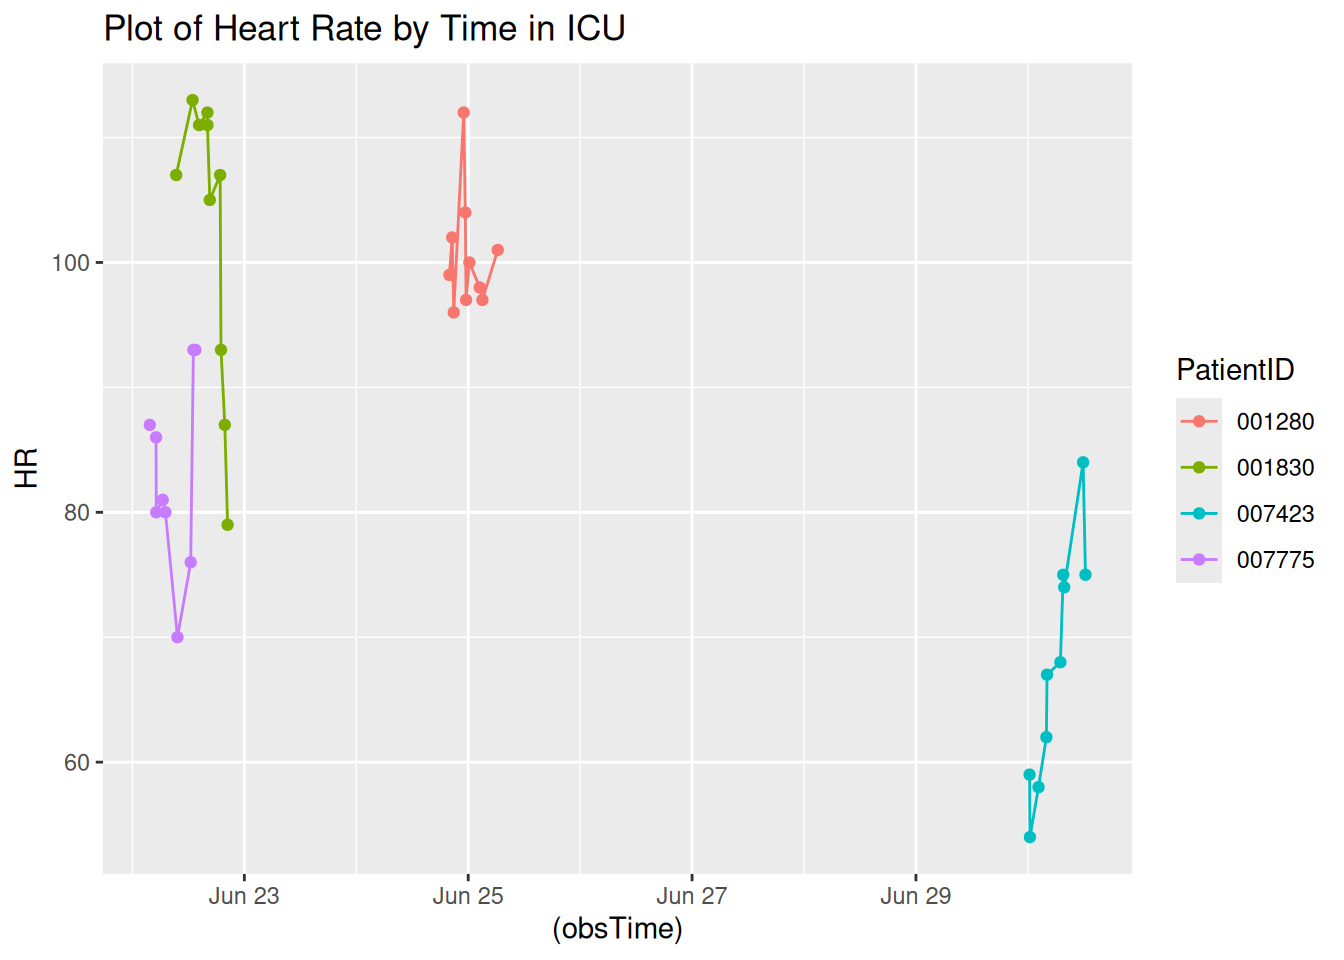 Plot of Heart Rate by Time in ICU
HR
100
80
60
Jun 23
Jun 25
Jun 27
Jun 29
(obsTime)
PatientID
001280
001830
007423
007775